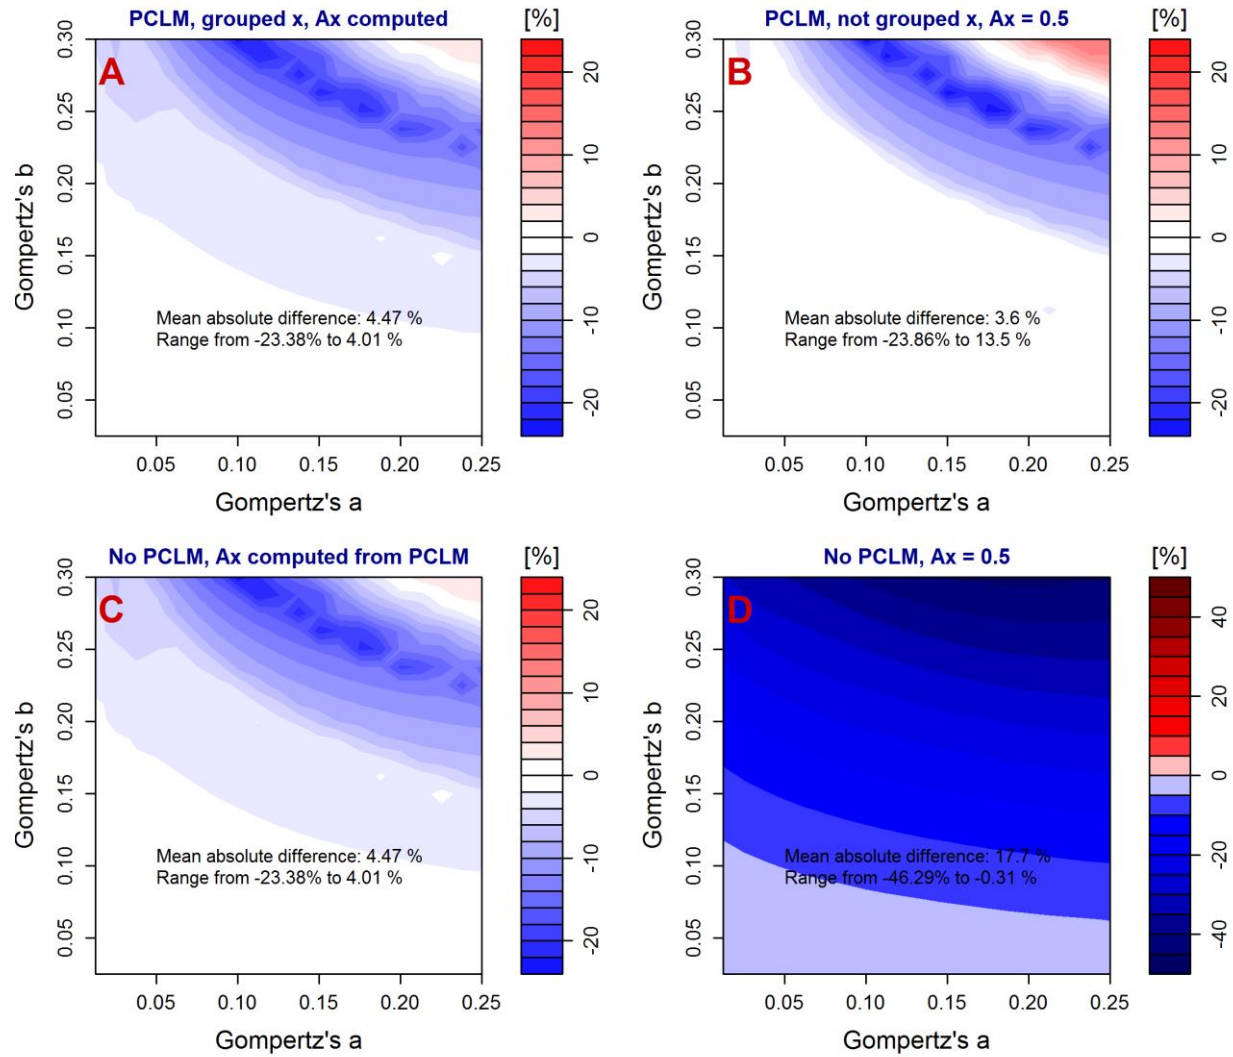 PCLM, grouped x, Ax computed
[%]
A
Gompertz's b
0.30
0.25
0.20
0.15
0.10
0.05
Mean absolute difference: 4.47 %
Range from -23.38% to 4.01 %
0.05 0.10 0.15 0.20 0.25
Gompertz's a
20
10
0
-10
-20
PCLM, not grouped x, Ax = 0.5
[%]
B
Gompertz's b
0.30
0.25
0.20
0.15
0.10
0.05
Mean absolute difference: 3.6 %
Range from -23.86% to 13.5 %
0.05 0.10 0.15 0.20 0.25
Gompertz's a
20
10
0
-10
-20
No PCLM, Ax computed from PCLM
[%]
C
Gompertz's b
0.30
0.25
0.20
0.15
0.10
0.05
Mean absolute difference: 4.47 %
Range from -23.38% to 4.01 %
0.05 0.10 0.15 0.20 0.25
Gompertz's a
20
10
0
-10
-20
No PCLM, Ax = 0.5
[%]
D
Gompertz's b
0.30
0.25
0.20
0.15
0.10
0.05
Mean absolute difference: 17.7 %
Range from -46.29% to -0.31 %
0.05 0.10 0.15 0.20 0.25
Gompertz's a
40
20
0
-20
-40